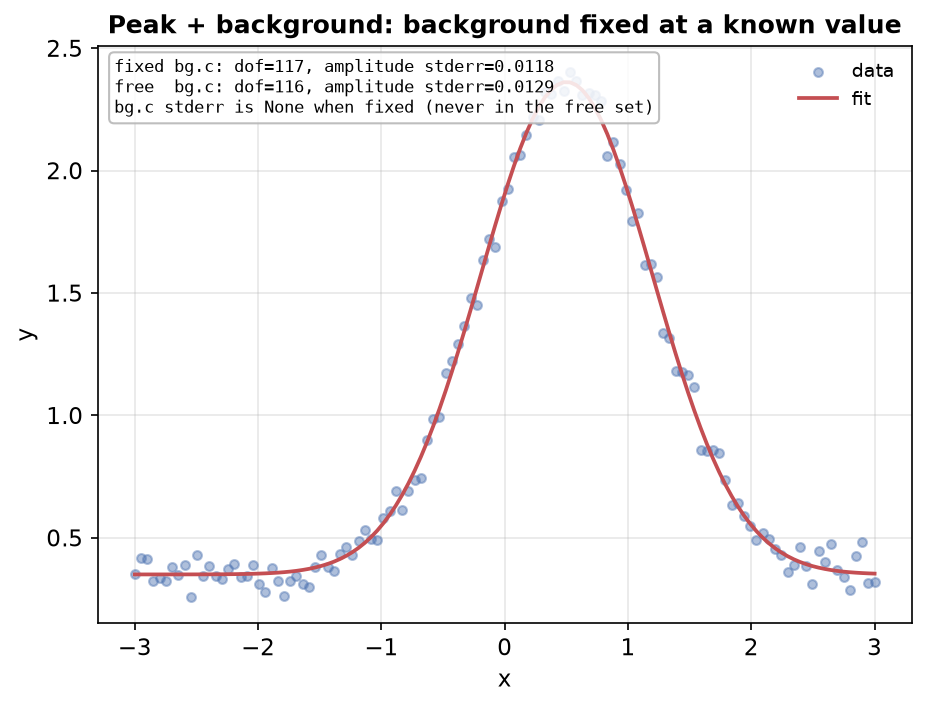 Peak + background: background fixed at a known value
fixed bg.c: dof=117, amplitude stderr=0.0118
free  bg.c: dof=116, amplitude stderr=0.0129
bg.c stderr is None when fixed (never in the free set)
data
fit
2.5
2.0
1.5
1.0
0.5
y
−3
−2
−1
0
1
2
3
x